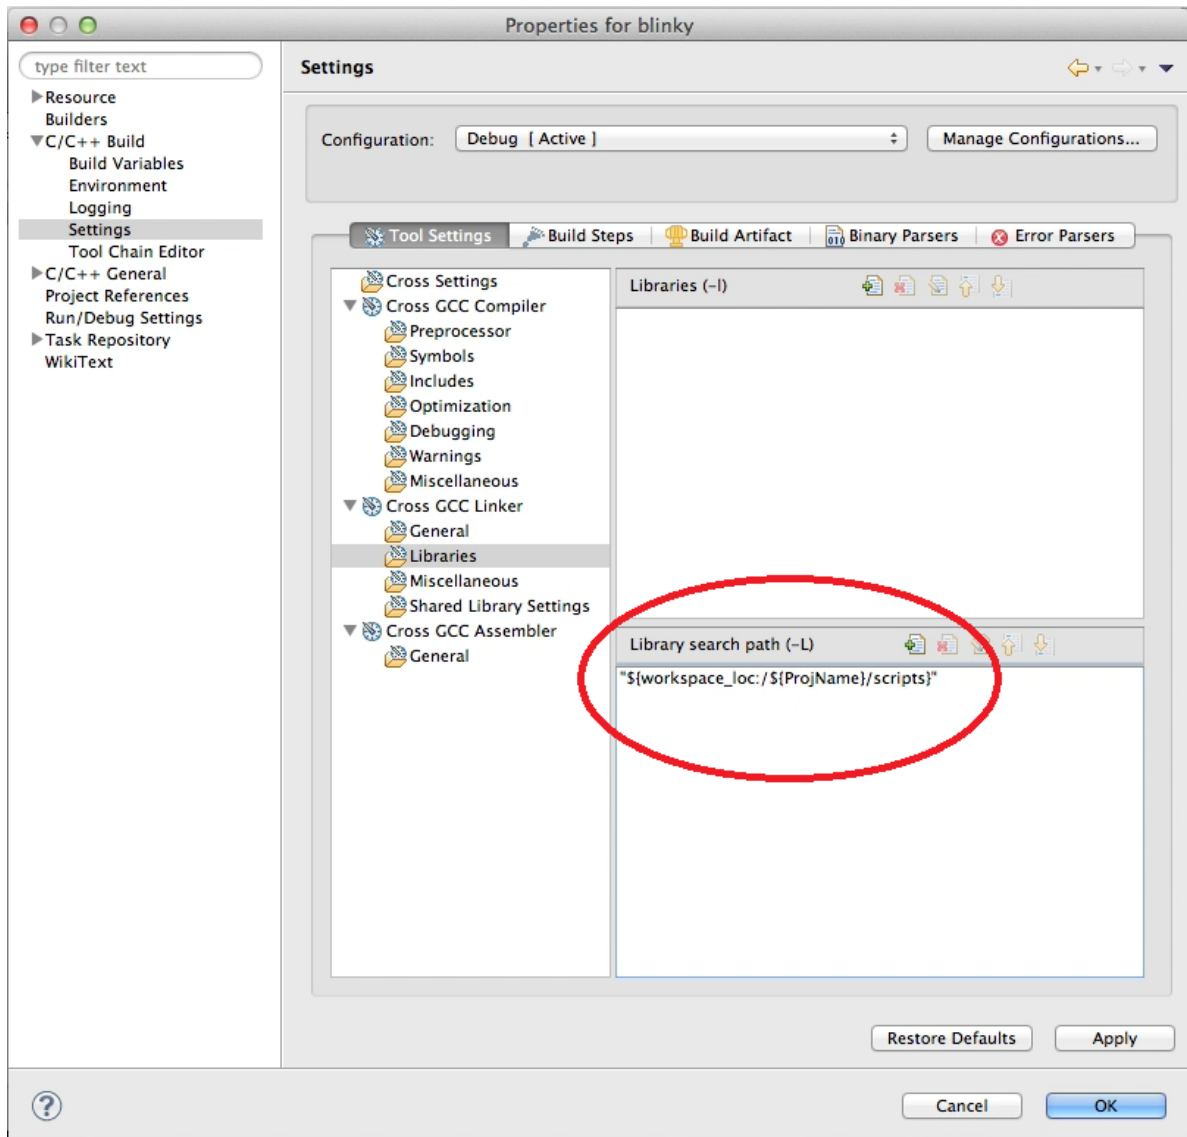 Properties for blinky
type filter text
Resource
Builders
C/C++ Build
Build Variables
Environment
Logging
Settings
Tool Chain Editor
C/C++ General
Project References
Run/Debug Settings
Task Repository
WikiText
Settings
Configuration: Debug [ Active ] Manage Configurations...
Tool Settings Build Steps Build Artifact Binary Parsers Error Parsers
Cross Settings
Cross GCC Compiler
Preprocessor
Symbols
Includes
Optimization
Debugging
Warnings
Miscellaneous
Cross GCC Linker
General
Libraries
Miscellaneous
Shared Library Settings
Cross GCC Assembler
General
Libraries (-l)
Library search path (-L)
"${workspace_loc:/${ProjName}/scripts}"
Restore Defaults Apply
Cancel OK